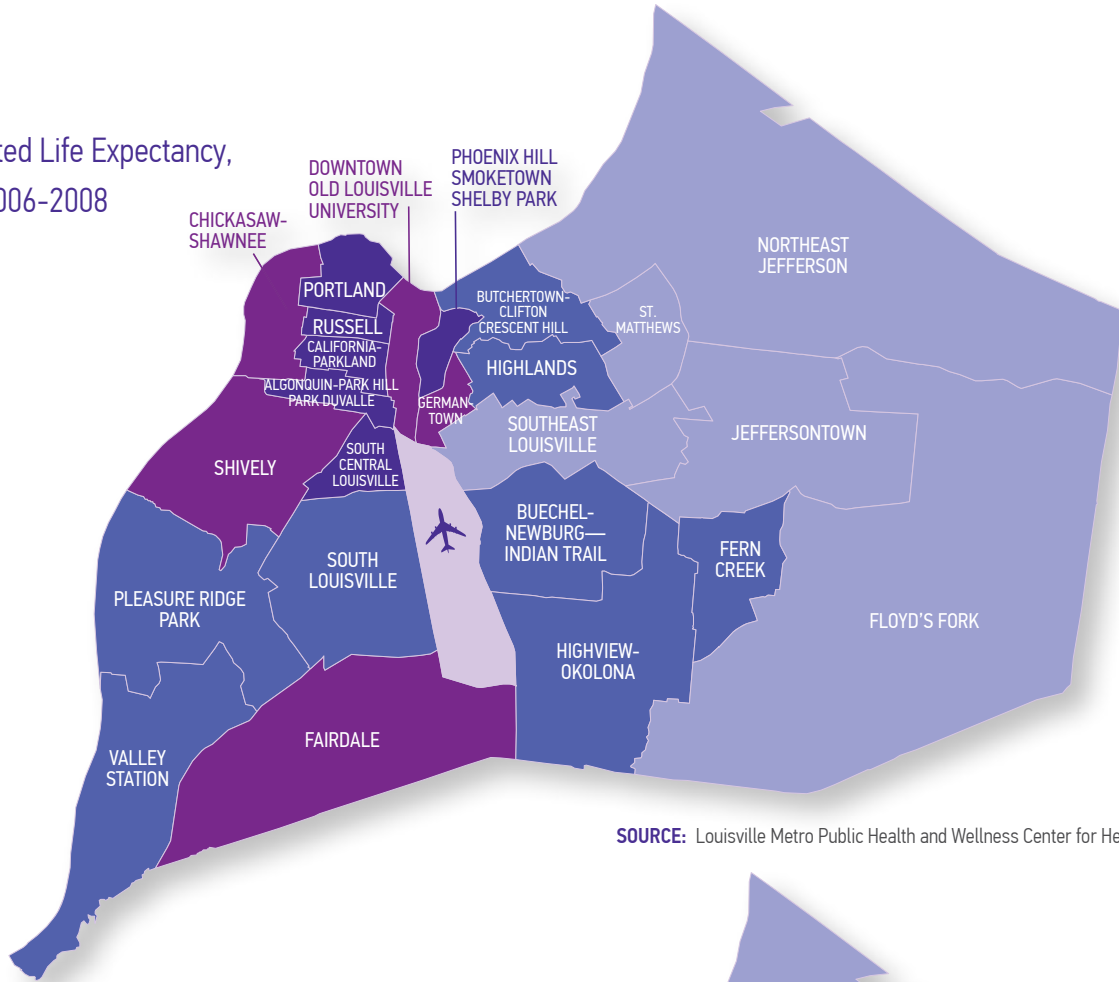 ted Life Expectancy,
006-2008
CHICKASAW-
SHAWNEE
DOWNTOWN
OLD LOUISVILLE
UNIVERSITY
PHOENIX HILL
SMOKETOWN
SHELBY PARK
NORTHEAST
JEFFERSON
PORTLAND
BUTCHERTOWN-
CLIFTON
CRESCENT HILL
ST.
MATTHEWS
RUSSELL
CALIFORNIA-
PARKLAND
HIGHLANDS
ALGONQUIN-PARK HILL
PARK DUVALLE
GERMAN-
TOWN
SOUTHEAST
LOUISVILLE
JEFFERSONTOWN
SHIVELY
SOUTH
CENTRAL
LOUISVILLE
BUECHEL-
NEWBURG—
INDIAN TRAIL
FERN
CREEK
SOUTH
LOUISVILLE
PLEASURE RIDGE
PARK
FLOYD'S FORK
HIGHVIEW-
OKOLONA
FAIRDALE
VALLEY
STATION
SOURCE: Louisville Metro Public Health and Wellness Center for He